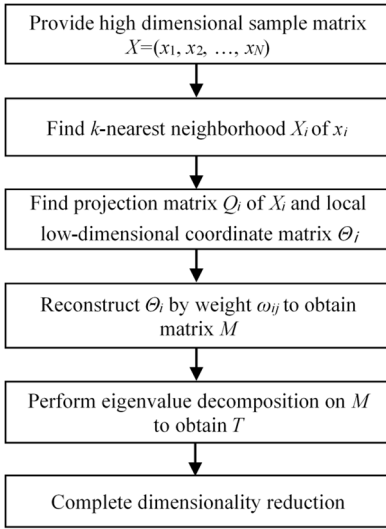 Provide high dimensional sample matrix
X=(x₁, x₂, …, x_N)
Find k-nearest neighborhood Xᵢ of xᵢ
Find projection matrix Qᵢ of Xᵢ and local
low-dimensional coordinate matrix Θᵢ
Reconstruct Θᵢ by weight ωᵢⱼ to obtain
matrix M
Perform eigenvalue decomposition on M
to obtain T
Complete dimensionality reduction